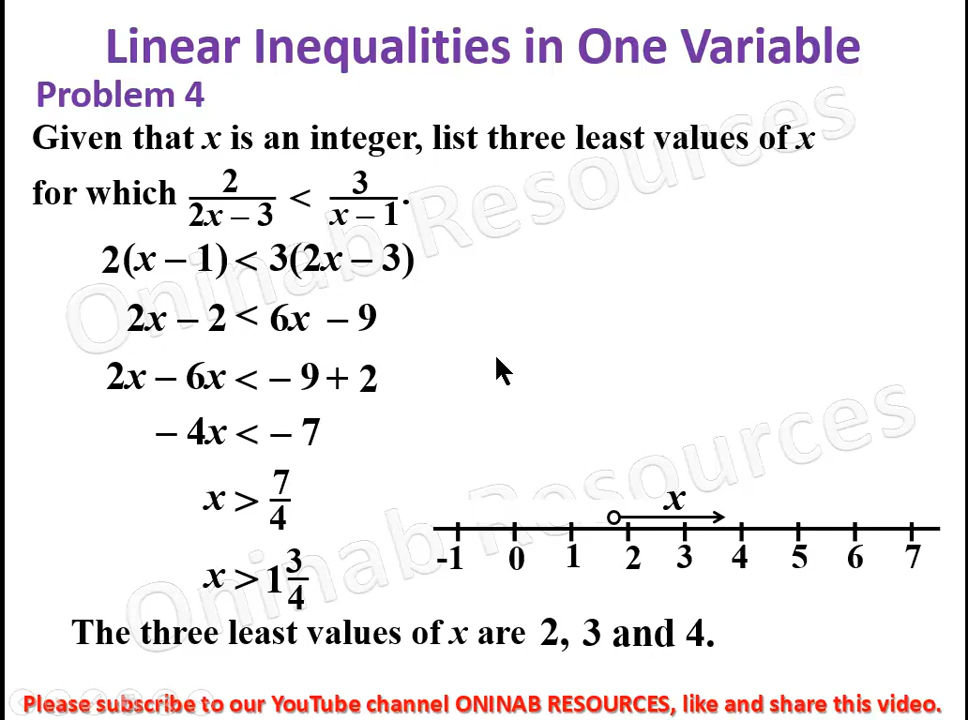 Linear Inequalities in One Variable
Problem 4
Given that x is an integer, list three least values of x
for which 2/(2x – 3) < 3/(x – 1).
2(x – 1) < 3(2x – 3)
2x – 2 < 6x – 9
2x – 6x < – 9 + 2
– 4x < – 7
x > 7/4
x > 1 3/4
x
-1 0 1 2 3 4 5 6 7
The three least values of x are 2, 3 and 4.
Oninab Resources
Oninab Resources
Please subscribe to our YouTube channel ONINAB RESOURCES, like and share this video.